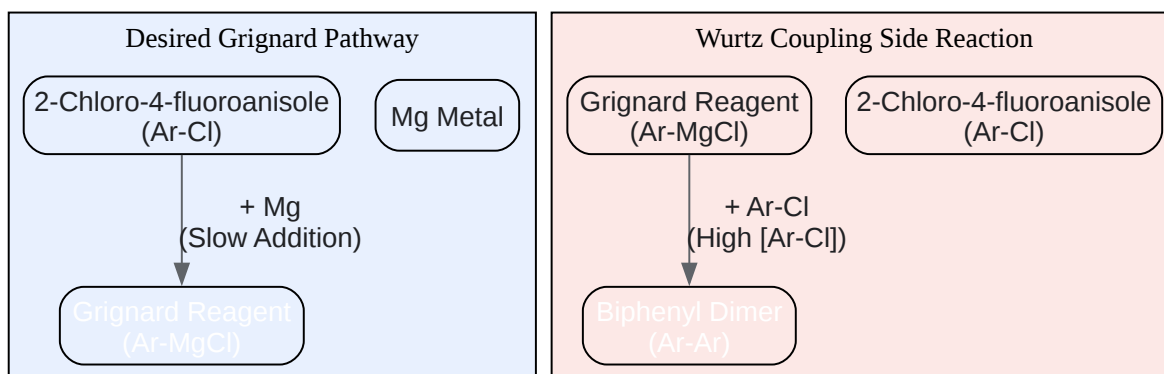 Desired Grignard Pathway
2-Chloro-4-fluoroanisole
(Ar-Cl)
Mg Metal
+ Mg
(Slow Addition)
Grignard Reagent
(Ar-MgCl)
Wurtz Coupling Side Reaction
Grignard Reagent
(Ar-MgCl)
2-Chloro-4-fluoroanisole
(Ar-Cl)
+ Ar-Cl
(High [Ar-Cl])
Biphenyl Dimer
(Ar-Ar)